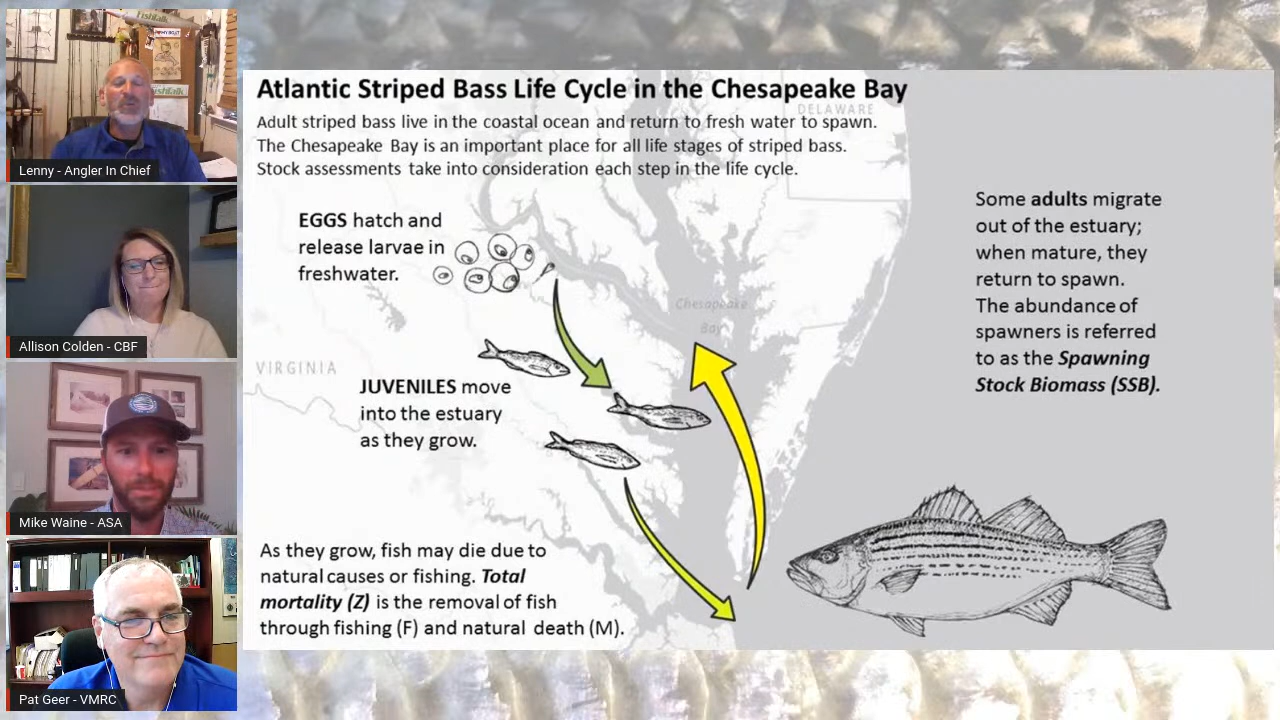 Fishtalk
MY BOAT
Fishtalk
Lenny - Angler In Chief
Allison Colden - CBF
Mike Waine - ASA
Pat Geer - VMRC
Atlantic Striped Bass Life Cycle in the Chesapeake Bay
Adult striped bass live in the coastal ocean and return to fresh water to spawn.
The Chesapeake Bay is an important place for all life stages of striped bass.
Stock assessments take into consideration each step in the life cycle.
DELAWARE
EGGS hatch and
release larvae in
freshwater.
Chesapeake
Bay
VIRGINIA
JUVENILES move
into the estuary
as they grow.
As they grow, fish may die due to
natural causes or fishing. Total
mortality (Z) is the removal of fish
through fishing (F) and natural death (M).
Some adults migrate
out of the estuary;
when mature, they
return to spawn.
The abundance of
spawners is referred
to as the Spawning
Stock Biomass (SSB).